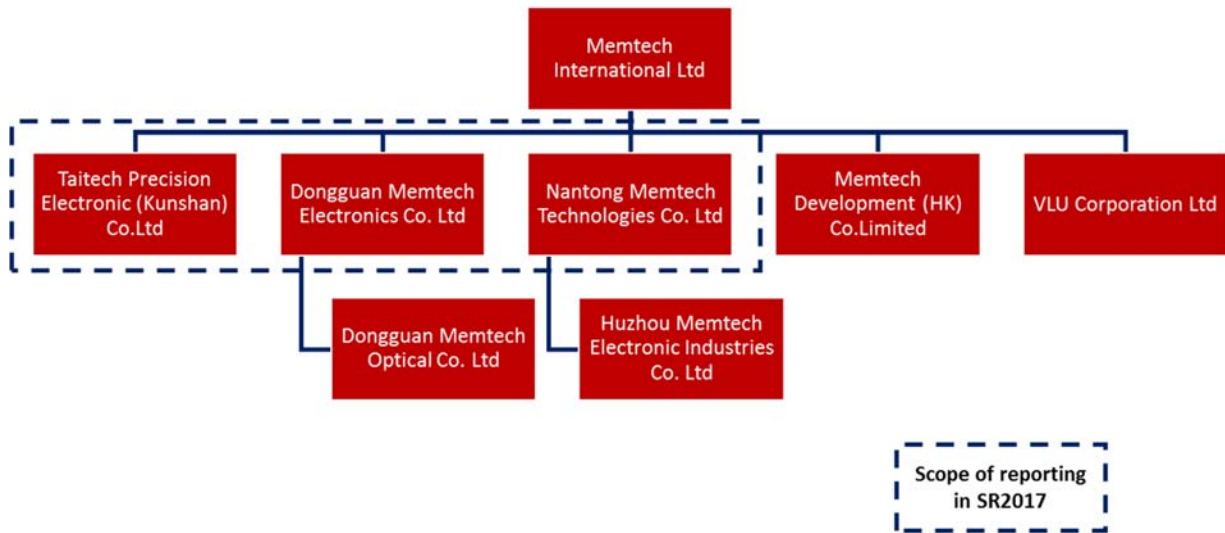 Memtech
International Ltd
Taitech Precision
Electronic (Kunshan)
Co.Ltd
Dongguan Memtech
Electronics Co. Ltd
Nantong Memtech
Technologies Co. Ltd
Memtech
Development (HK)
Co.Limited
VLU Corporation Ltd
Dongguan Memtech
Optical Co. Ltd
Huzhou Memtech
Electronic Industries
Co. Ltd
Scope of reporting
in SR2017